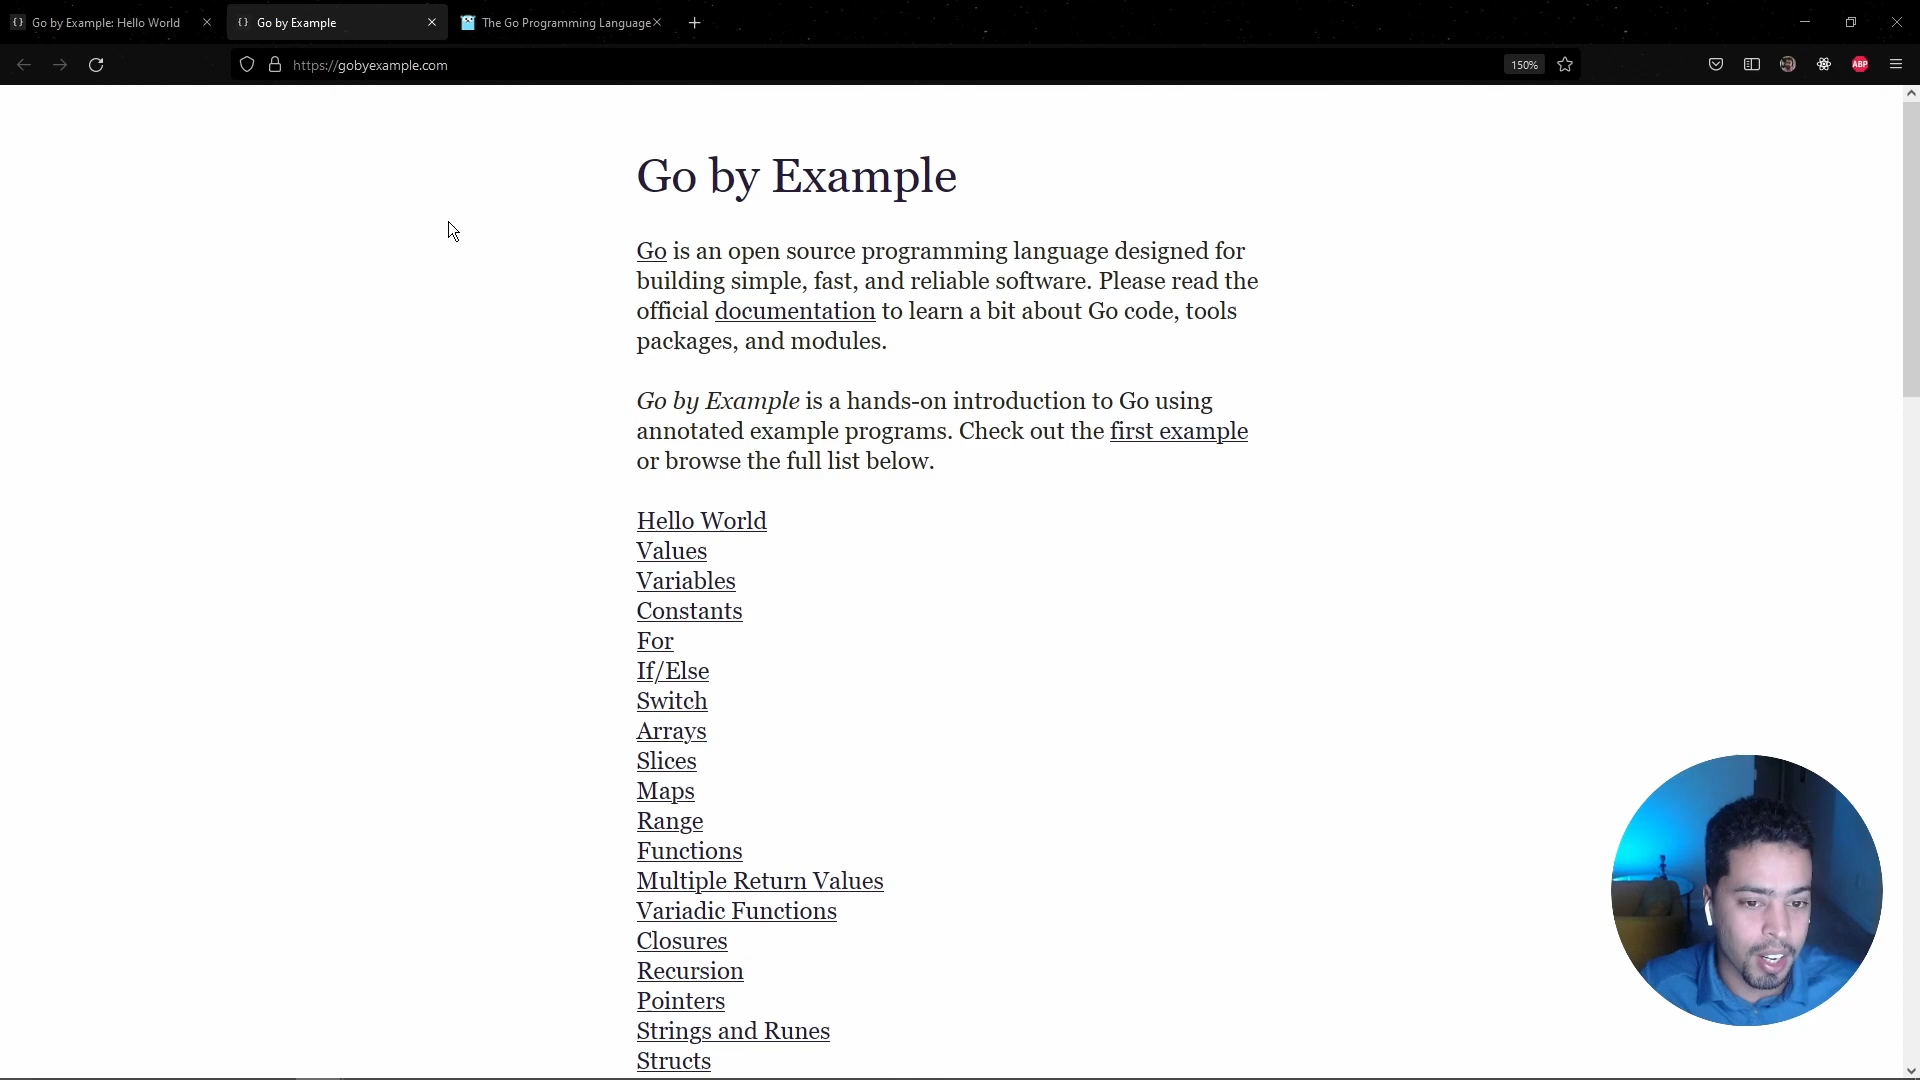 Go by Example: Hello World
Go by Example
The Go Programming Language
https://gobyexample.com
150%
ABP
Go by Example
Go is an open source programming language designed for
building simple, fast, and reliable software. Please read the
official documentation to learn a bit about Go code, tools
packages, and modules.
Go by Example is a hands-on introduction to Go using
annotated example programs. Check out the first example
or browse the full list below.
Hello World
Values
Variables
Constants
For
If/Else
Switch
Arrays
Slices
Maps
Range
Functions
Multiple Return Values
Variadic Functions
Closures
Recursion
Pointers
Strings and Runes
Structs